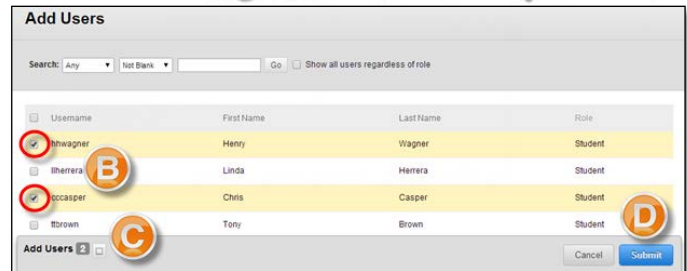 Add Users
Search: Any Not Blank Go Show all users regardless of role
Username First Name Last Name Role
hhwagner Henry Wagner Student
B
llherrera Linda Herrera Student
cccasper Chris Casper Student
ttbrown Tony Brown Student
C D
Add Users 2 Cancel Submit